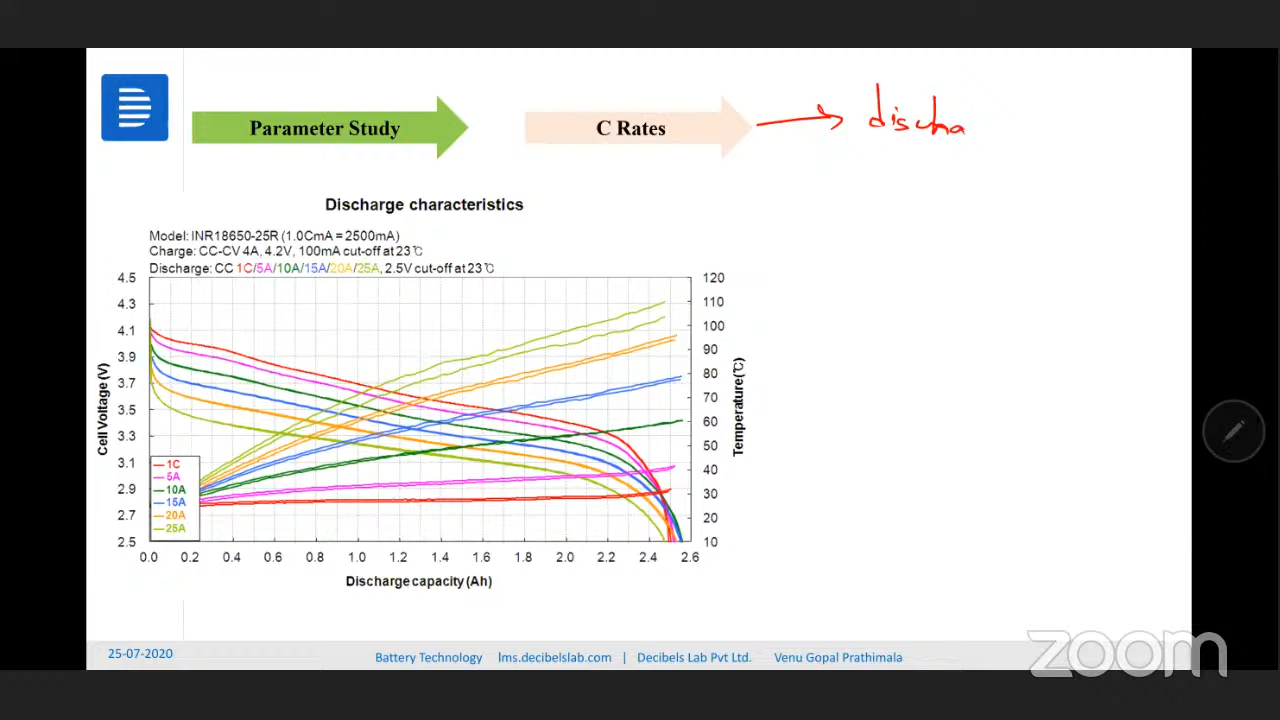 Parameter Study
C Rates
discha
Discharge characteristics
Model: INR18650-25R (1.0CmA = 2500mA)
Charge: CC-CV 4A, 4.2V, 100mA cut-off at 23℃
Discharge: CC 1C/5A/10A/15A/20A/25A, 2.5V cut-off at 23℃
4.5
4.3
4.1
3.9
3.7
3.5
3.3
3.1
2.9
2.7
2.5
Cell Voltage (V)
1C
5A
10A
15A
20A
25A
120
110
100
90
80
70
60
50
40
30
20
10
Temperature(℃)
0.0 0.2 0.4 0.6 0.8 1.0 1.2 1.4 1.6 1.8 2.0 2.2 2.4 2.6
Discharge capacity (Ah)
25-07-2020
Battery Technology lms.decibelslab.com | Decibels Lab Pvt Ltd. Venu Gopal Prathimala
zoom